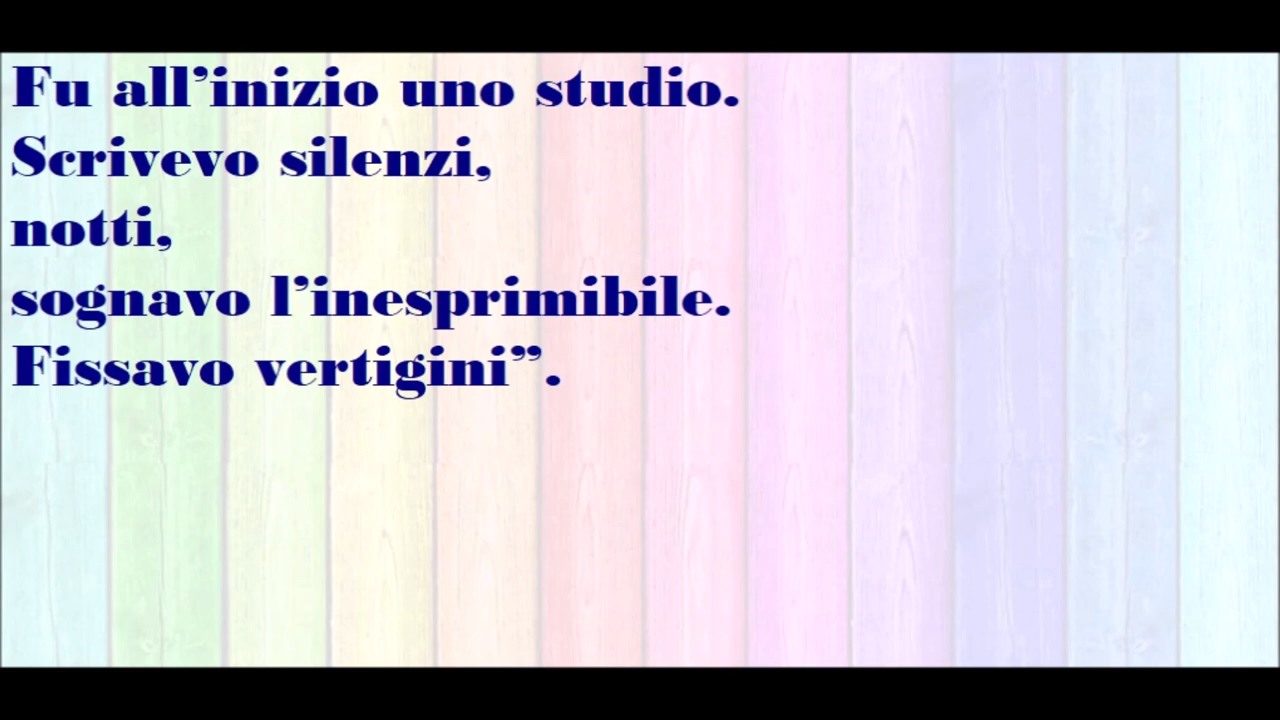 Fu all’inizio uno studio.
Scrivevo silenzi,
notti,
sognavo l’inesprimibile.
Fissavo vertigini”.